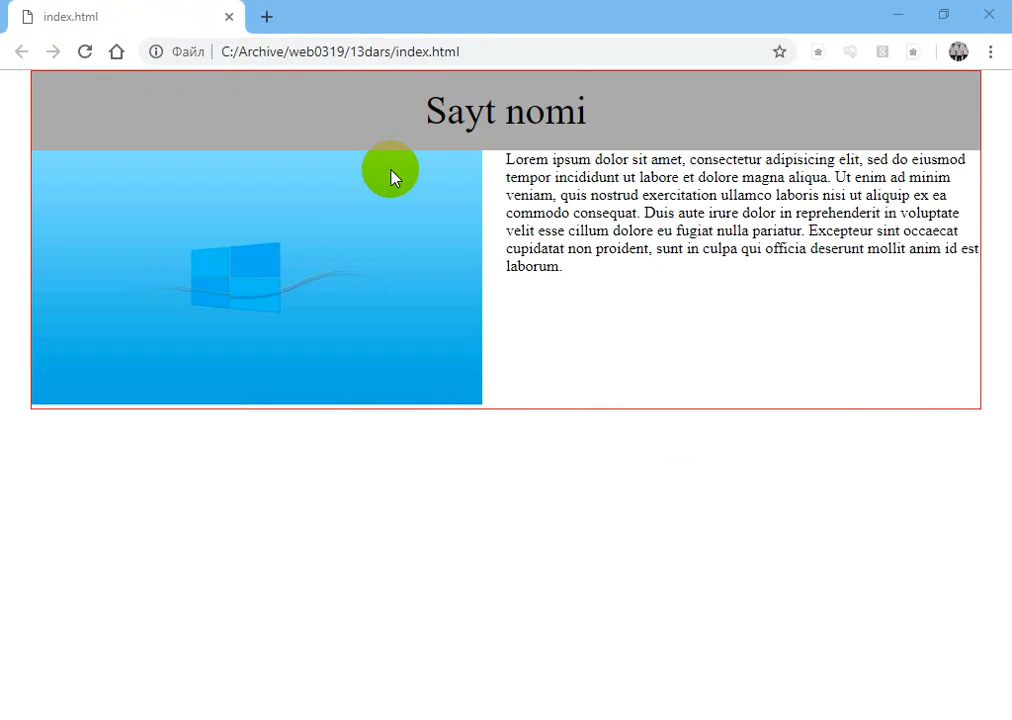 index.html
Файл
C:/Archive/web0319/13dars/index.html
Sayt nomi
Lorem ipsum dolor sit amet, consectetur adipisicing elit, sed do eiusmod
tempor incididunt ut labore et dolore magna aliqua. Ut enim ad minim
veniam, quis nostrud exercitation ullamco laboris nisi ut aliquip ex ea
commodo consequat. Duis aute irure dolor in reprehenderit in voluptate
velit esse cillum dolore eu fugiat nulla pariatur. Excepteur sint occaecat
cupidatat non proident, sunt in culpa qui officia deserunt mollit anim id est
laborum.